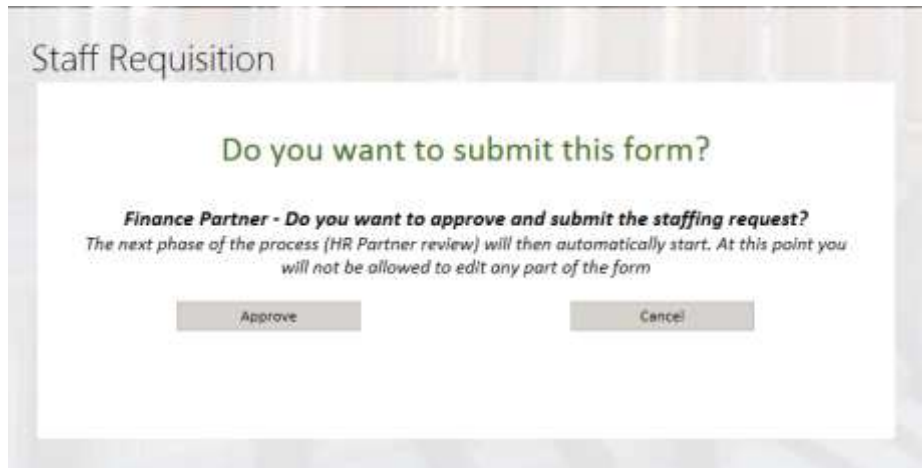 Staff Requisition
Do you want to submit this form?
Finance Partner - Do you want to approve and submit the staffing request?
The next phase of the process (HR Partner review) will then automatically start. At this point you
will not be allowed to edit any part of the form
Approve
Cancel